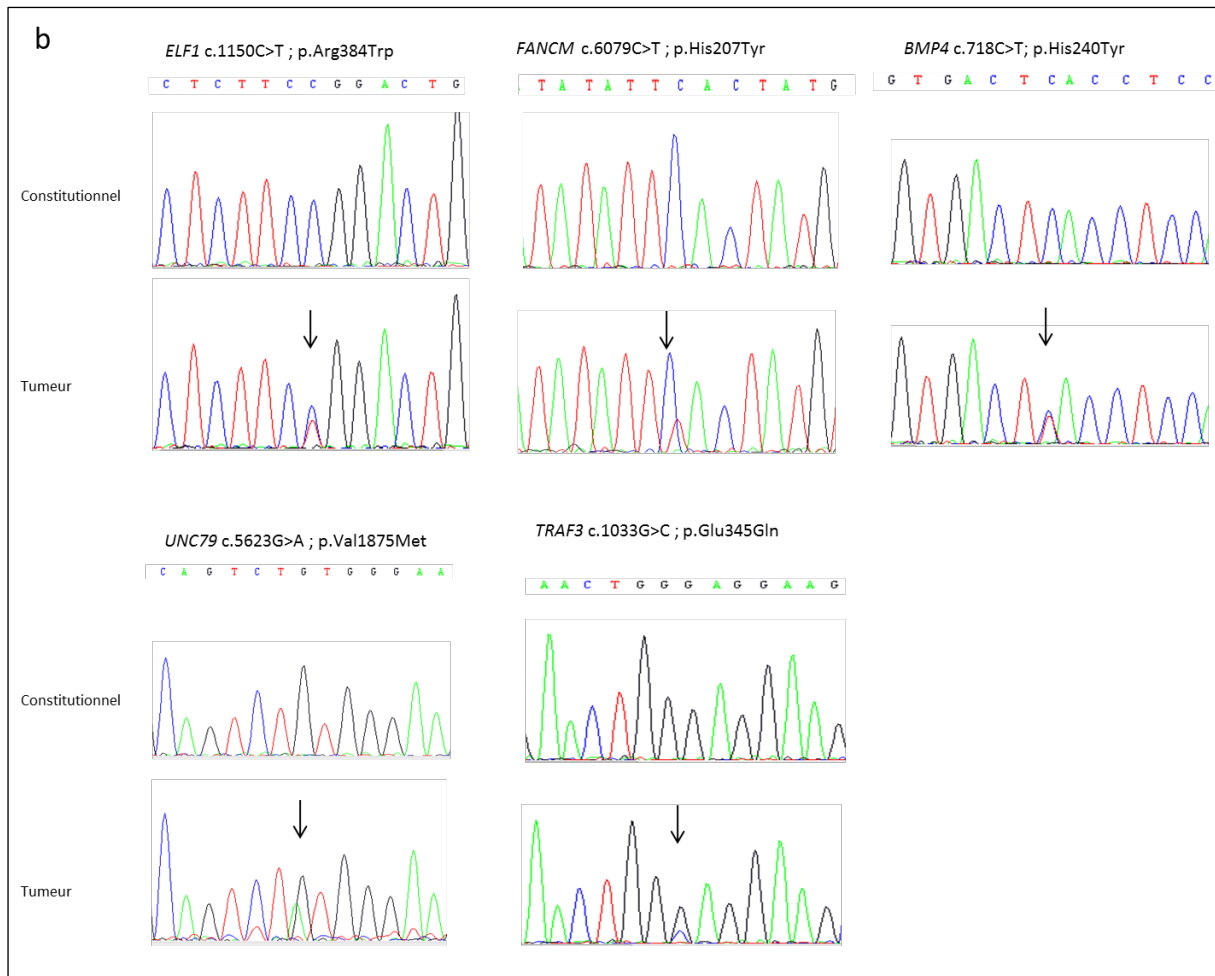 b
ELF1 c.1150C>T ; p.Arg384Trp
FANCM c.6079C>T ; p.His207Tyr
BMP4 c.718C>T; p.His240Tyr
C T C T T C C G G A C T G
T A T A T T C A C T A T G
G T G A C T C A C C T C C
Constitutionnel
Tumeur
UNC79 c.5623G>A ; p.Val1875Met
TRAF3 c.1033G>C ; p.Glu345Gln
C A G T C T G T G G G A A
A A C T G G G A G G A A G
Constitutionnel
Tumeur